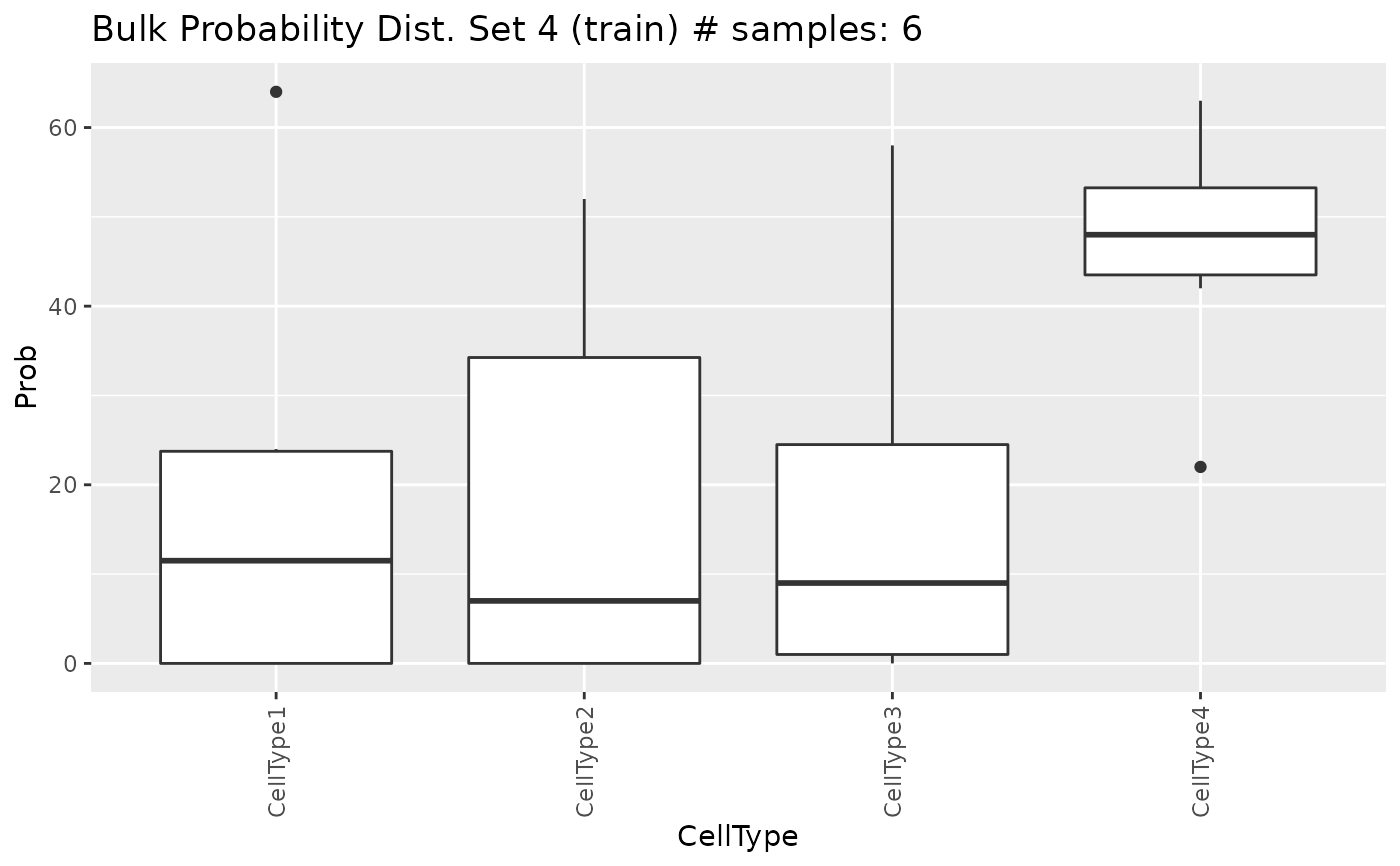 Bulk Probability Dist. Set 4 (train) # samples: 6
60
40
20
0
Prob
CellType1
CellType2
CellType3
CellType4
CellType